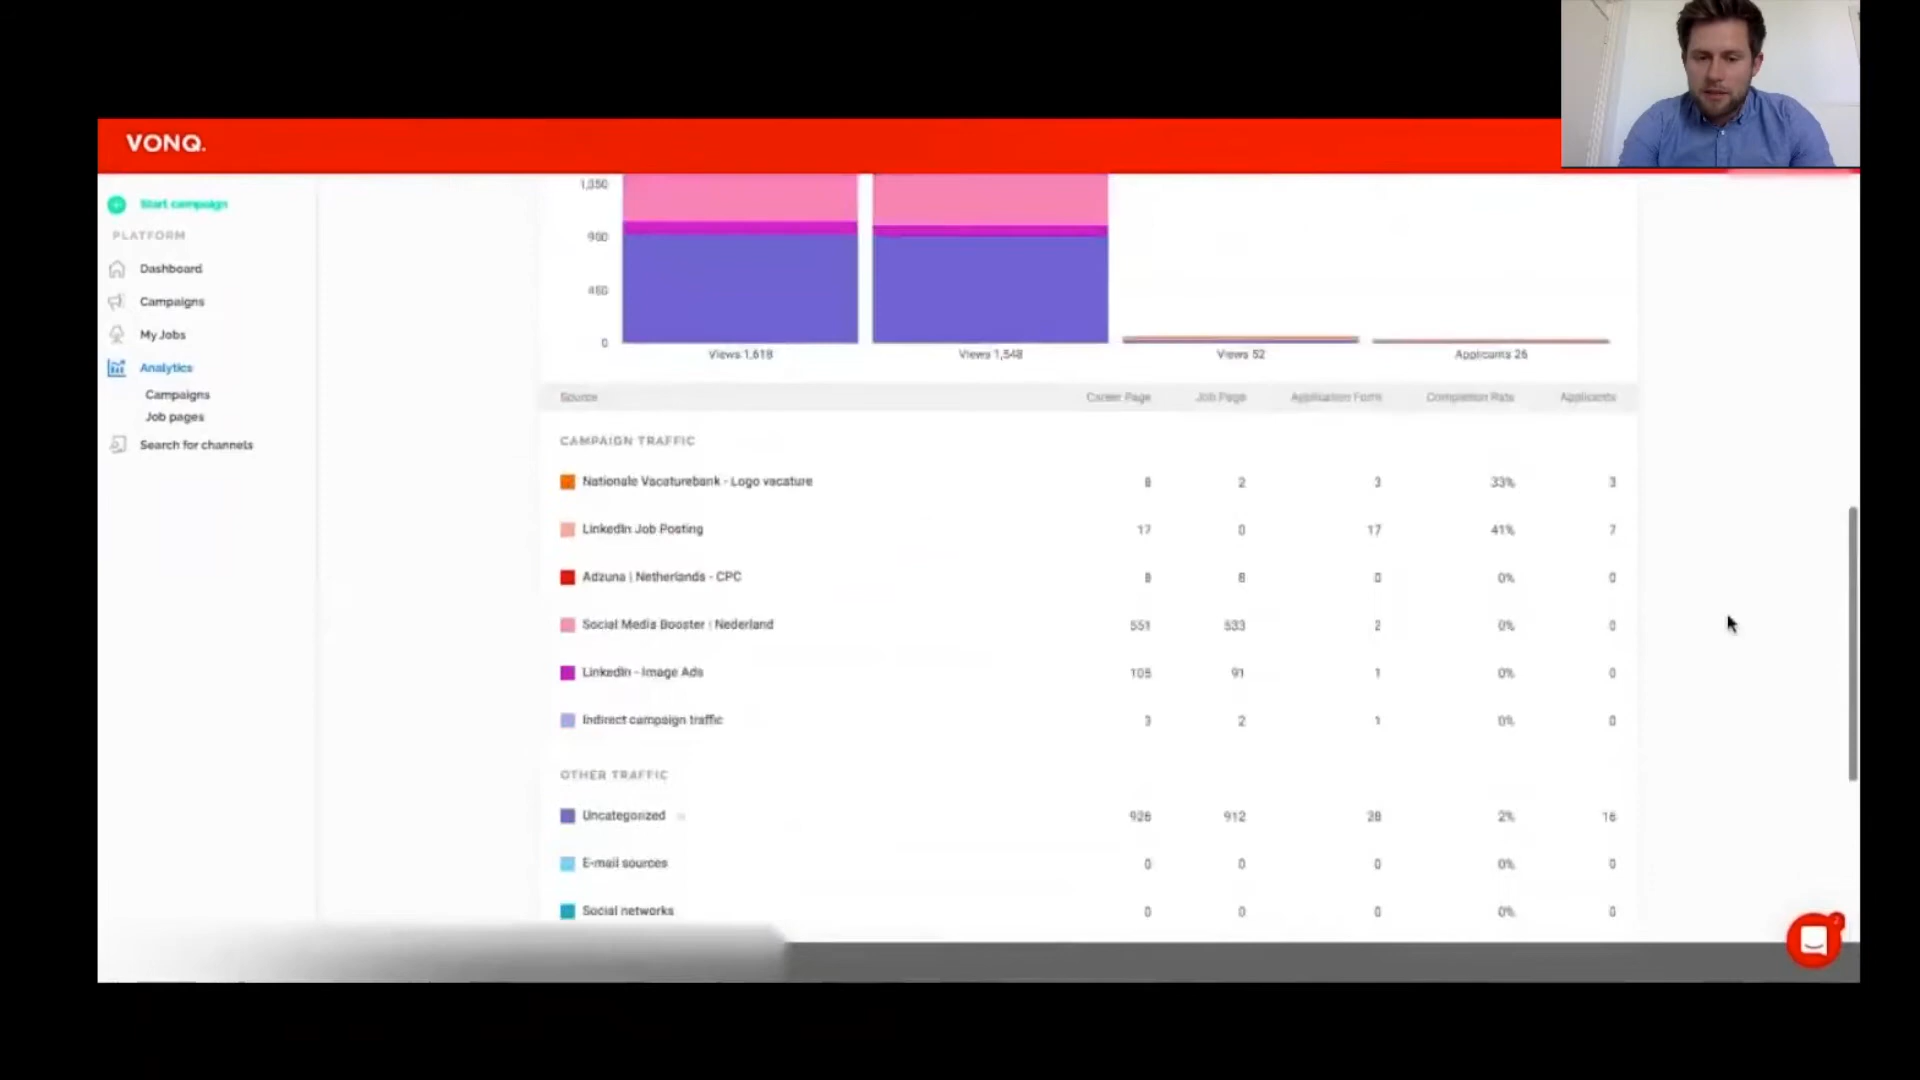 VONQ.
Start campaign
PLATFORM
Dashboard
Campaigns
My Jobs
Analytics
Campaigns
Job pages
Search for channels
1,350
900
450
0
Views 1,618
Views 1,548
Views 52
Applicants 26
Source Career Page Job Page Application Form Completion Rate Applicants
CAMPAIGN TRAFFIC
Nationale Vacaturebank - Logo vacature 8 2 3 33% 3
LinkedIn Job Posting 17 0 17 41% 7
Adzuna | Netherlands - CPC 8 8 0 0% 0
Social Media Booster | Nederland 551 533 2 0% 0
LinkedIn - Image Ads 105 91 1 0% 0
Indirect campaign traffic 3 2 1 0% 0
OTHER TRAFFIC
Uncategorized 926 912 28 2% 16
E-mail sources 0 0 0 0% 0
Social networks 0 0 0 0% 0